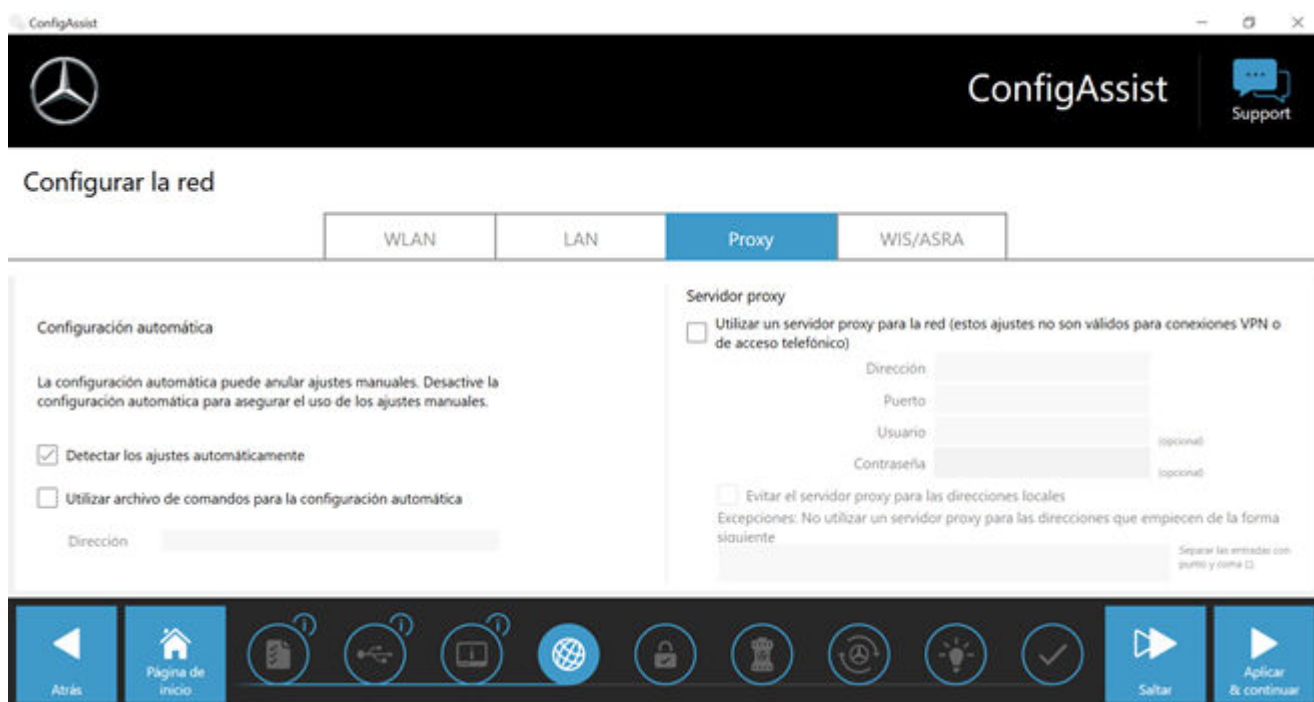 ConfigAssist
ConfigAssist
Support
Configurar la red
WLAN
LAN
Proxy
WIS/ASRA
Configuración automática
La configuración automática puede anular ajustes manuales. Desactive la
configuración automática para asegurar el uso de los ajustes manuales.
Detectar los ajustes automáticamente
Utilizar archivo de comandos para la configuración automática
Dirección
Servidor proxy
Utilizar un servidor proxy para la red (estos ajustes no son válidos para conexiones VPN o
de acceso telefónico)
Dirección
Puerto
Usuario
(opcional)
Contraseña
(opcional)
Evitar el servidor proxy para las direcciones locales
Excepciones: No utilizar un servidor proxy para las direcciones que empiecen de la forma
siguiente
Separar las entradas con
punto y coma
Atrás
Página de
inicio
Saltar
Aplicar
& continuar